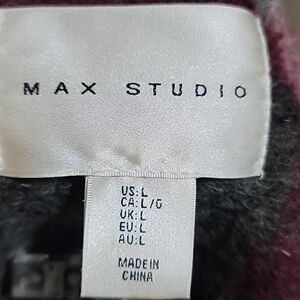 MAX STUDIO
US: L
CA: L/G
UK: L
EU: L
AU: L
MADE IN
CHINA